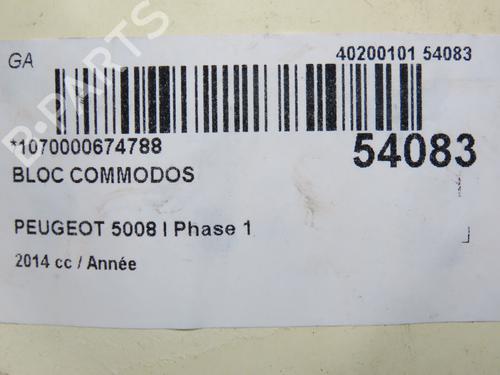 GA
40200101 54083
*1070000674788
54083
BLOC COMMODOS
PEUGEOT 5008 I Phase 1
2014 cc / Année
B-PARTS